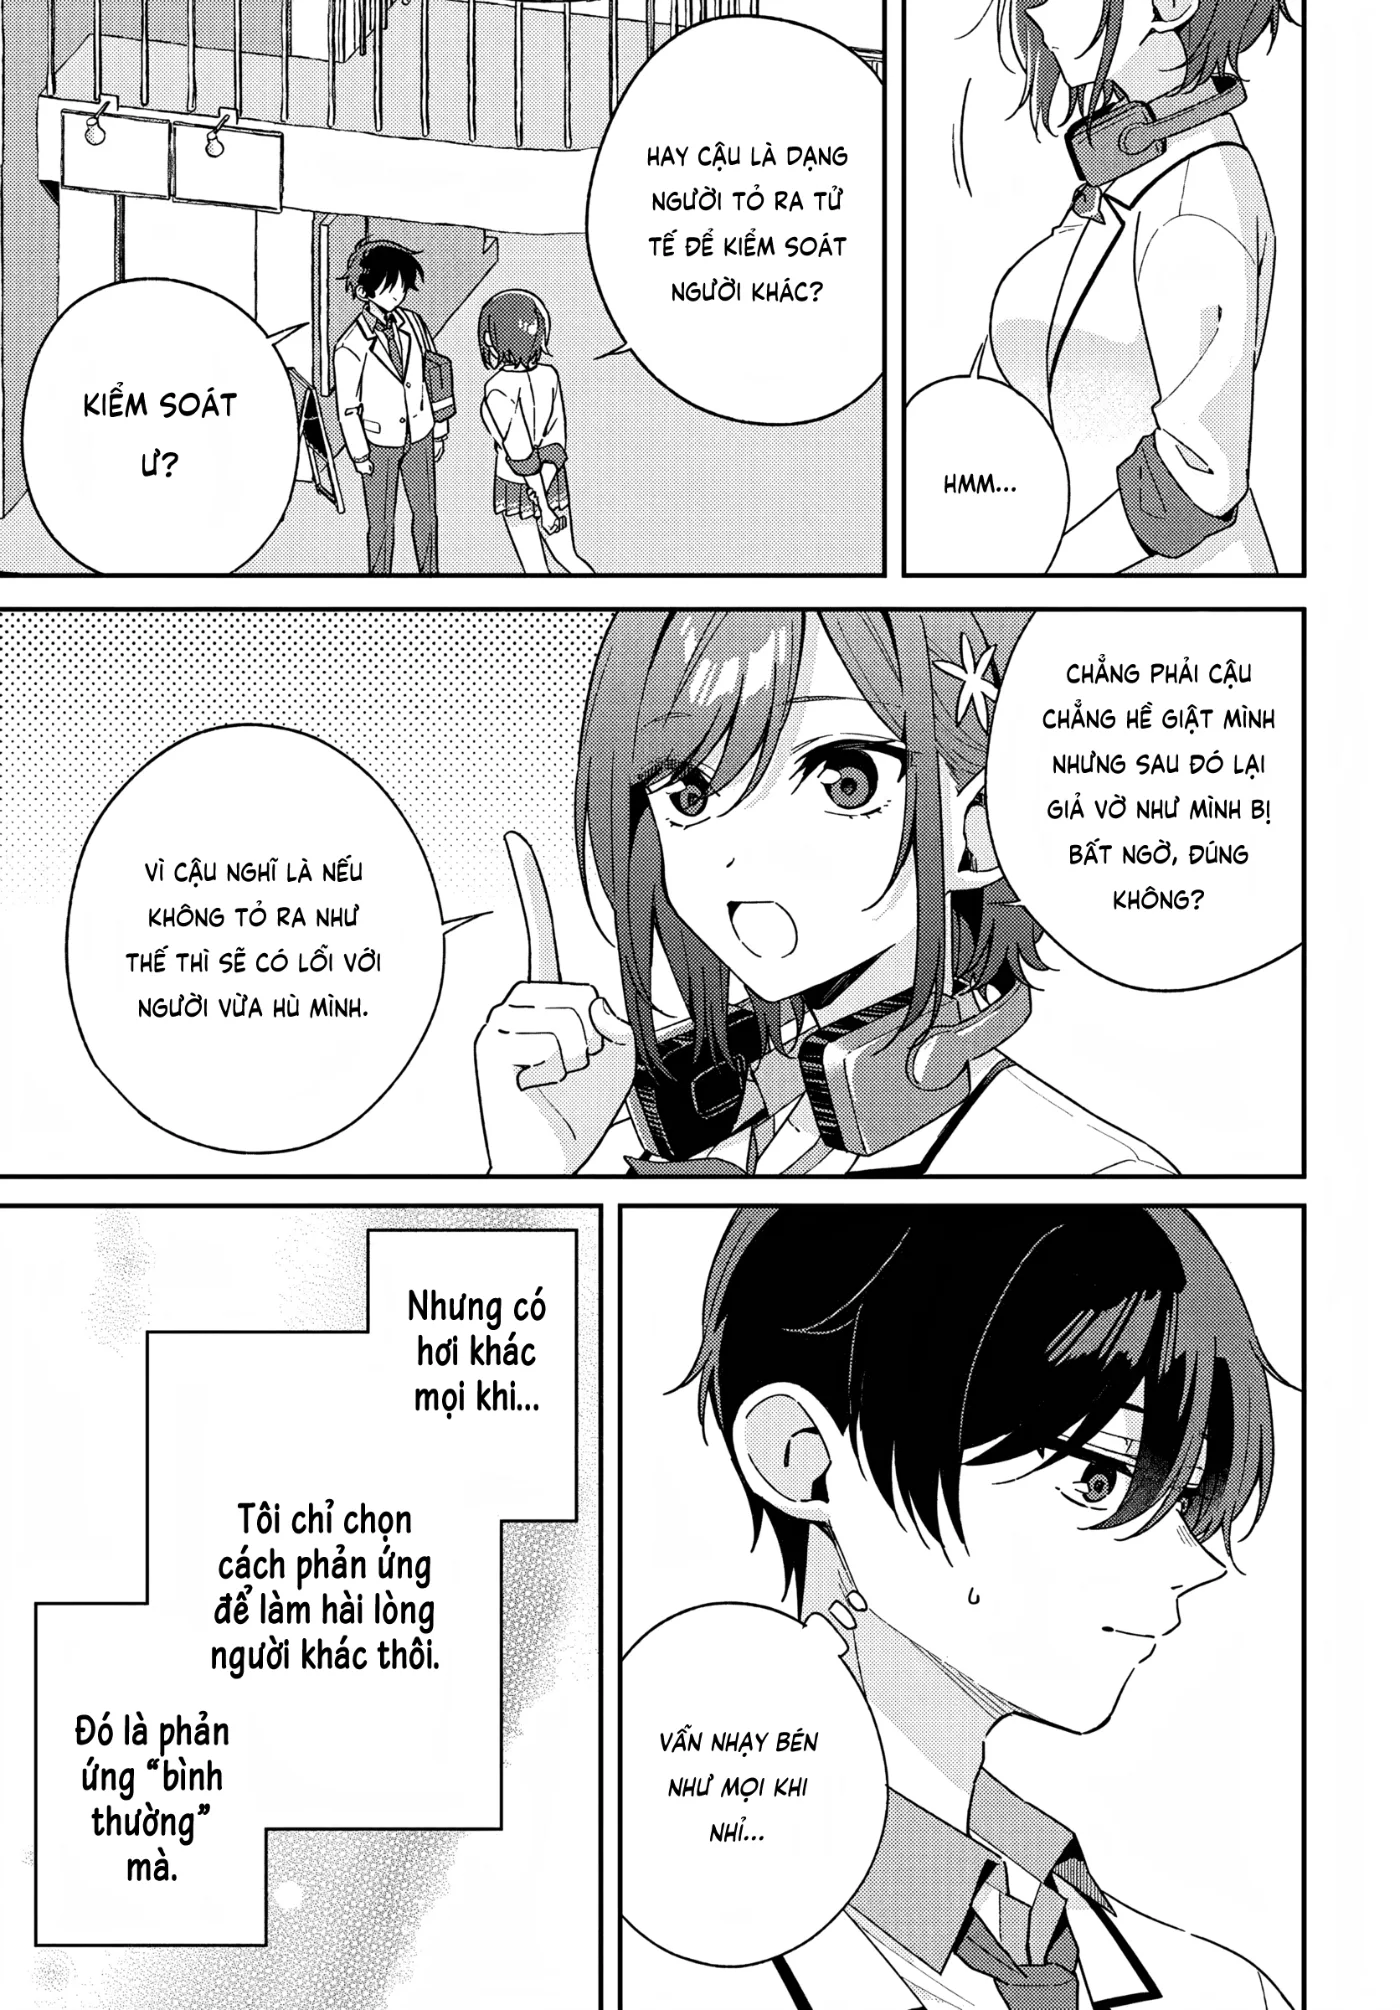 HMM...
HAY CẬU LÀ DẠNG
NGƯỜI TỎ RA TỬ
TẾ ĐỂ KIỂM SOÁT
NGƯỜI KHÁC?
KIỂM SOÁT
Ư?
CHẲNG PHẢI CẬU
CHẲNG HỀ GIẬT MÌNH
NHƯNG SAU ĐÓ LẠI
GIẢ VỜ NHƯ MÌNH BỊ
BẤT NGỜ, ĐÚNG
KHÔNG?
VÌ CẬU NGHĨ LÀ NẾU
KHÔNG TỎ RA NHƯ
THẾ THÌ SẼ CÓ LỖI VỚI
NGƯỜI VỪA HÙ MÌNH.
VẪN NHẠY BÉN
NHƯ MỌI KHI
NHỈ...
Nhưng có
hơi khác
mọi khi...
Tôi chỉ chọn
cách phản ứng
để làm hài lòng
người khác thôi.
Đó là phản
ứng “bình
thường”
mà.